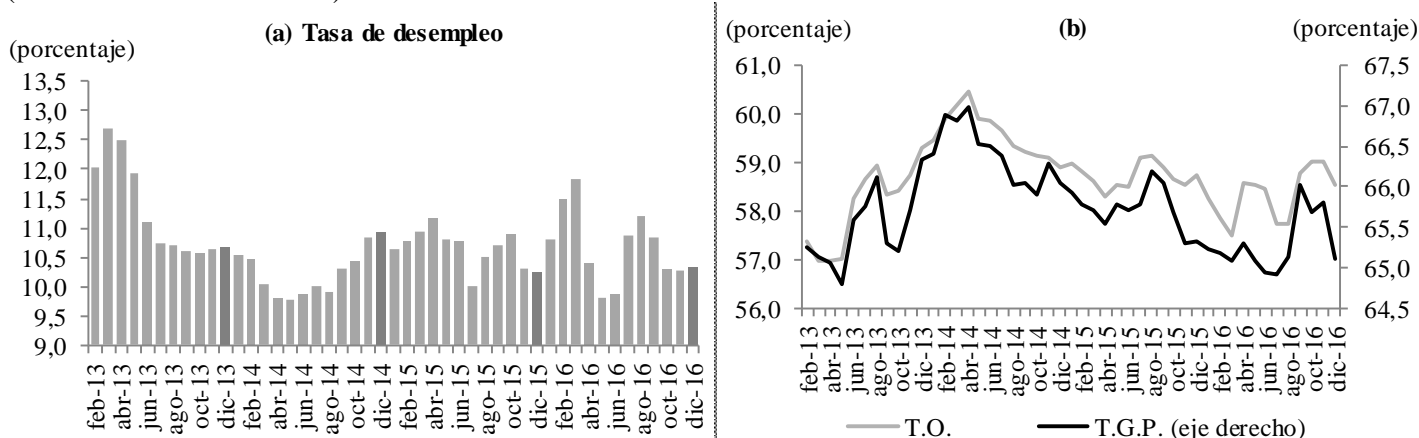 (a) Tasa de desempleo
(porcentaje)
13,5
13,0
12,5
12,0
11,5
11,0
10,5
10,0
9,5
9,0
feb-13
abr-13
jun-13
ago-13
oct-13
dic-13
feb-14
abr-14
jun-14
ago-14
oct-14
dic-14
feb-15
abr-15
jun-15
ago-15
oct-15
dic-15
feb-16
abr-16
jun-16
ago-16
oct-16
dic-16
(porcentaje) (b) (porcentaje)
61,0
60,0
59,0
58,0
57,0
56,0
67,5
67,0
66,5
66,0
65,5
65,0
64,5
feb-13
abr-13
jun-13
ago-13
oct-13
dic-13
feb-14
abr-14
jun-14
ago-14
oct-14
dic-14
feb-15
abr-15
jun-15
ago-15
oct-15
dic-15
feb-16
abr-16
jun-16
ago-16
oct-16
dic-16
T.O. T.G.P. (eje derecho)